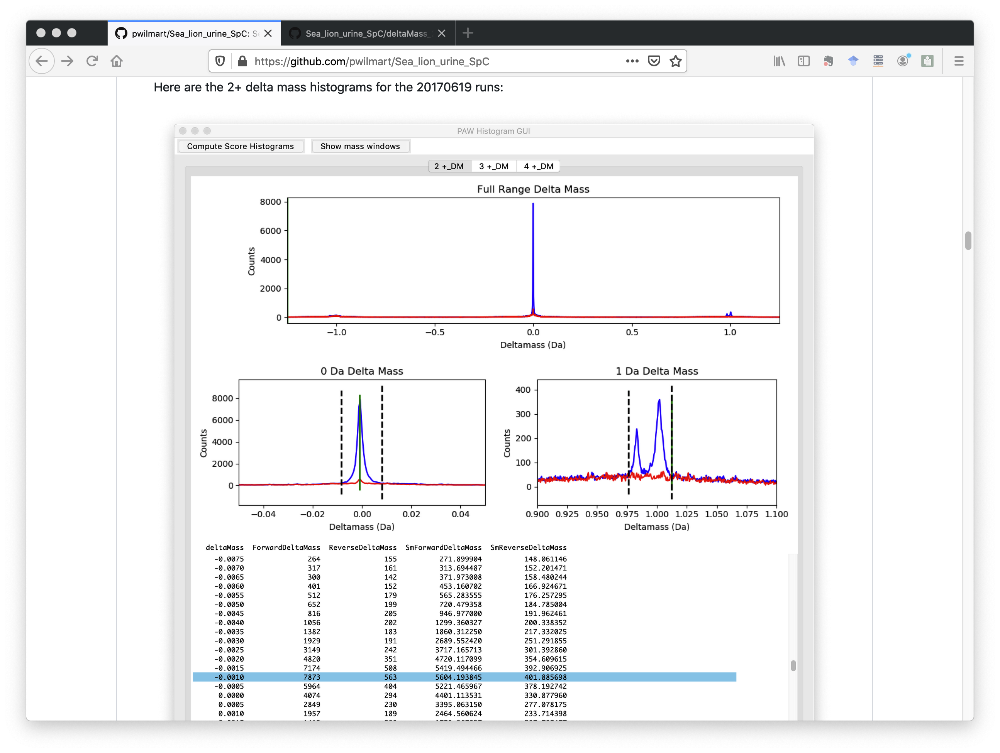 pwilmart/Sea_lion_urine_SpC: S
Sea_lion_urine_SpC/deltaMass_
https://github.com/pwilmart/Sea_lion_urine_SpC
Here are the 2+ delta mass histograms for the 20170619 runs:
PAW Histogram GUI
Compute Score Histograms Show mass windows
2 +_DM 3 +_DM 4 +_DM
Full Range Delta Mass
8000
6000
4000
2000
0
Counts
−1.0 −0.5 0.0 0.5 1.0
Deltamass (Da)
0 Da Delta Mass
8000
6000
4000
2000
0
Counts
−0.04 −0.02 0.00 0.02 0.04
Deltamass (Da)
1 Da Delta Mass
400
300
200
100
0
Counts
0.900 0.925 0.950 0.975 1.000 1.025 1.050 1.075 1.100
Deltamass (Da)
deltaMass ForwardDeltaMass ReverseDeltaMass SmForwardDeltaMass SmReverseDeltaMass
-0.0075 264 155 271.899904 148.061146
-0.0070 317 161 313.694487 152.201471
-0.0065 300 142 371.973008 158.480244
-0.0060 401 152 453.160702 166.924671
-0.0055 512 179 565.283555 176.257295
-0.0050 652 199 720.479358 184.785004
-0.0045 816 205 946.977000 191.962461
-0.0040 1056 202 1299.360327 200.338352
-0.0035 1382 183 1860.312250 217.332025
-0.0030 1929 191 2689.552420 251.291855
-0.0025 3149 242 3717.165713 301.392860
-0.0020 4820 351 4720.117099 354.609615
-0.0015 7174 508 5419.494466 392.906925
-0.0010 7873 563 5604.193845 401.885698
-0.0005 5964 404 5221.465967 378.192742
0.0000 4074 294 4401.113531 330.877960
0.0005 2849 230 3395.063150 277.078175
0.0010 1957 189 2464.560624 233.714398